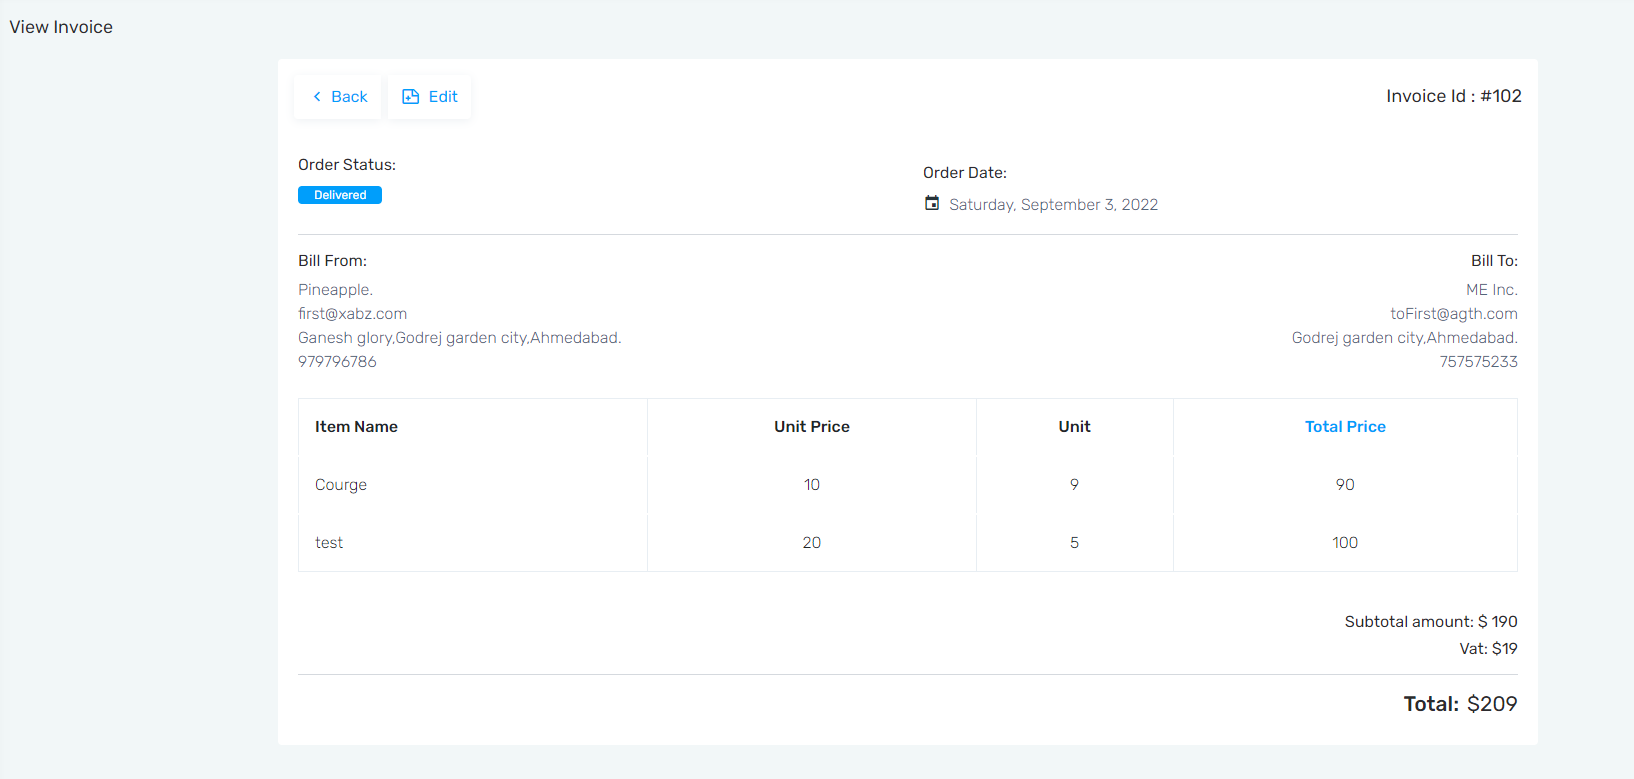 View Invoice
Back Edit
Invoice Id : #102
Order Status:
Delivered
Order Date:
Saturday, September 3, 2022
Bill From:
Pineapple.
first@xabz.com
Ganesh glory,Godrej garden city,Ahmedabad.
979796786
Bill To:
ME Inc.
toFirst@agth.com
Godrej garden city,Ahmedabad.
757575233
Item Name Unit Price Unit Total Price
Courge 10 9 90
test 20 5 100
Subtotal amount: $ 190
Vat: $19
Total: $209